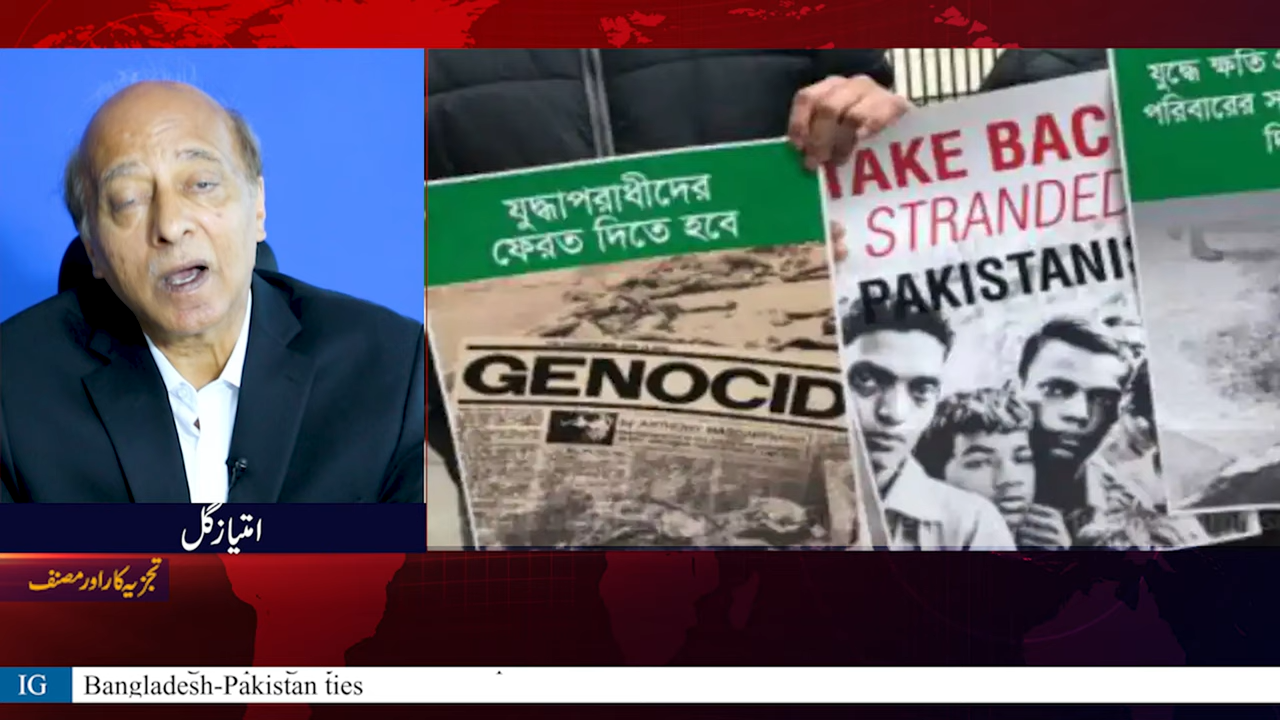 যুদ্ধাপরাধীদের
ফেরত দিতে হবে
GENOCID
TAKE BAC
STRANDED
PAKISTANI
যুদ্ধে ক্ষতি
পরিবারের
امتیاز گل
تجزیہ کار اور مصنف
IG
Bangladesh-Pakistan ties